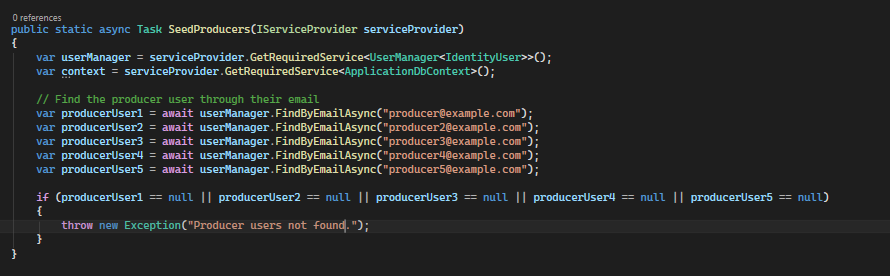 0 references
public static async Task SeedProducers(IServiceProvider serviceProvider)
{
var userManager = serviceProvider.GetRequiredService<UserManager<IdentityUser>>();
var context = serviceProvider.GetRequiredService<ApplicationDbContext>();
// Find the producer user through their email
var producerUser1 = await userManager.FindByEmailAsync("producer@example.com");
var producerUser2 = await userManager.FindByEmailAsync("producer2@example.com");
var producerUser3 = await userManager.FindByEmailAsync("producer3@example.com");
var producerUser4 = await userManager.FindByEmailAsync("producer4@example.com");
var producerUser5 = await userManager.FindByEmailAsync("producer5@example.com");
if (producerUser1 == null || producerUser2 == null || producerUser3 == null || producerUser4 == null || producerUser5 == null)
{
throw new Exception("Producer users not found.");
}
}